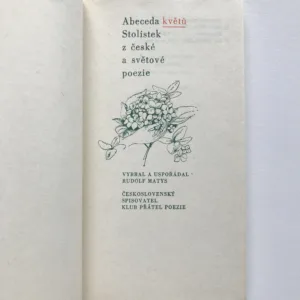 Abeceda květů
Stolístek
z české
a světové
poezie
VYBRAL A USPOŘÁDAL
RUDOLF MATYS
ČESKOSLOVENSKÝ
SPISOVATEL
KLUB PŘÁTEL POEZIE